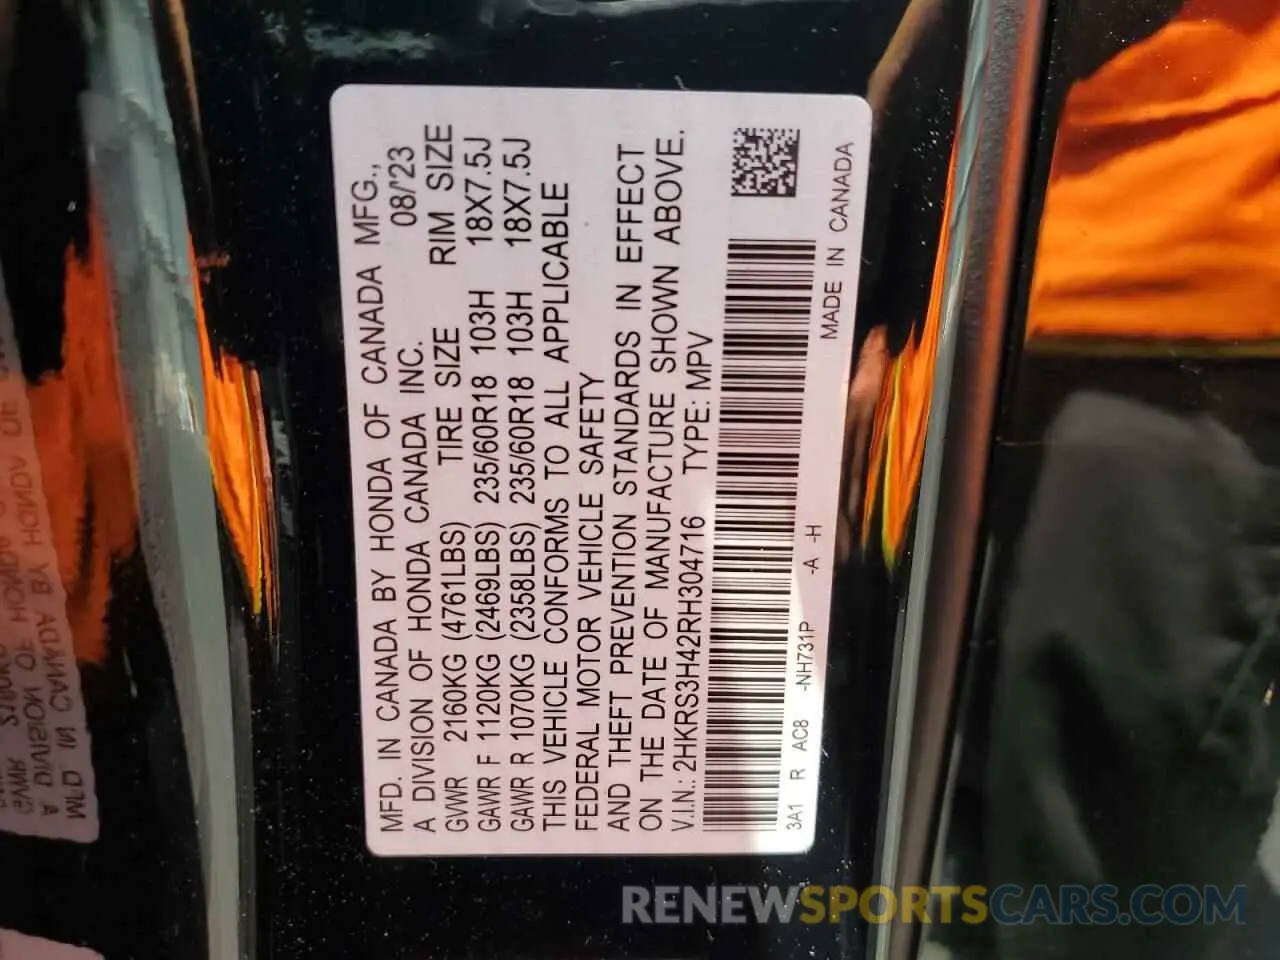 MFD. IN CANADA BY HONDA OF CANADA MFG.,
A DIVISION OF HONDA CANADA INC. 08/'23
TIRE SIZE RIM SIZE
GWR 2160KG (4761LBS)
GAWR F 1120KG (2469LBS) 235/60R18 103H 18X7.5J
GAWR R 1070KG (2358LBS) 235/60R18 103H 18X7.5J
THIS VEHICLE CONFORMS TO ALL APPLICABLE
FEDERAL MOTOR VEHICLE SAFETY
AND THEFT PREVENTION STANDARDS IN EFFECT
ON THE DATE OF MANUFACTURE SHOWN ABOVE.
V.I.N.: 2HKRS3H42RH304716 TYPE: MPV
3A1 R AC8 -NH731P -A -H MADE IN CANADA
RENEWSPORTSCARS.COM